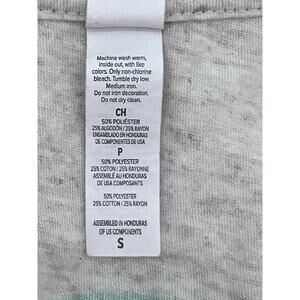 Machine wash warm,
inside out, with like
colors. Only non-chlorine
bleach. Tumble dry low.
Medium iron.
Do not iron decoration.
Do not dry clean.
CH
50% POLIÉSTER
25% ALGODÓN / 25% RAYON
ENSAMBLADO EN HONDURAS
DE COMPONENTES DE USA
P
50% POLYESTER
25% COTON / 25% RAYONNE
ASSEMBLÉ AU HONDURAS
DE USA COMPOSANTS
50% POLYESTER
25% COTTON / 25% RAYON
ASSEMBLED IN HONDURAS
OF US COMPONENTS
S